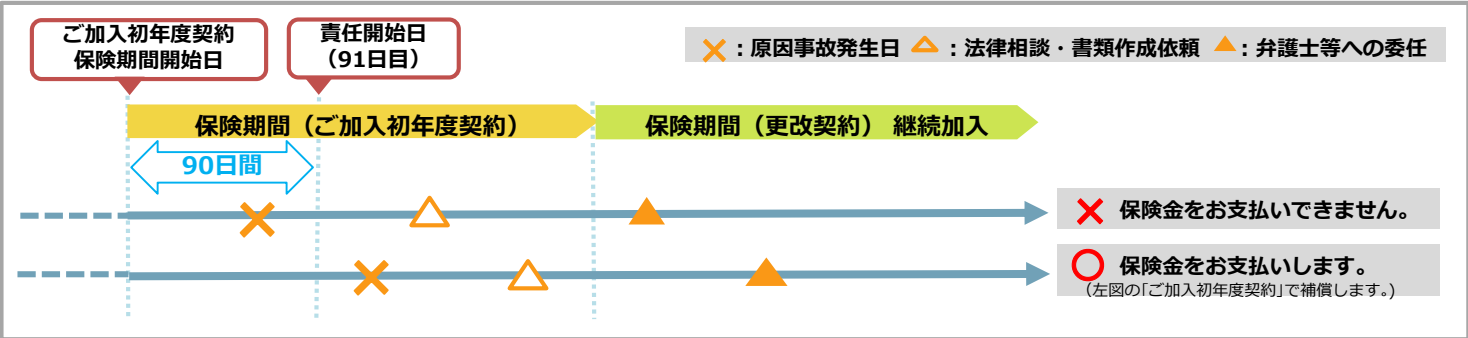 ご加入初年度契約
保険期間開始日
責任開始日
（91日目）
：原因事故発生日 ：法律相談・書類作成依頼 ：弁護士等への委任
保険期間（ご加入初年度契約）
保険期間（更改契約） 継続加入
90日間
保険金をお支払いできません。
保険金をお支払いします。
（左図の「ご加入初年度契約」で補償します。）